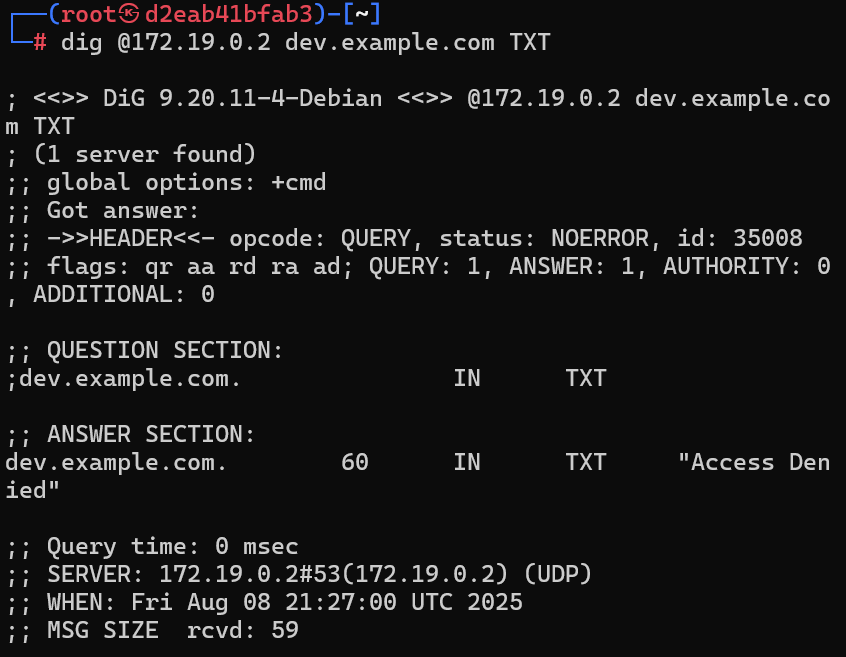 ┌──(root㉿d2eab41bfab3)-[~]
└─# dig @172.19.0.2 dev.example.com TXT

; <<>> DiG 9.20.11-4-Debian <<>> @172.19.0.2 dev.example.co
m TXT
; (1 server found)
;; global options: +cmd
;; Got answer:
;; ->>HEADER<<- opcode: QUERY, status: NOERROR, id: 35008
;; flags: qr aa rd ra ad; QUERY: 1, ANSWER: 1, AUTHORITY: 0
, ADDITIONAL: 0

;; QUESTION SECTION:
;dev.example.com.                IN      TXT

;; ANSWER SECTION:
dev.example.com.        60      IN      TXT     "Access Den
ied"

;; Query time: 0 msec
;; SERVER: 172.19.0.2#53(172.19.0.2) (UDP)
;; WHEN: Fri Aug 08 21:27:00 UTC 2025
;; MSG SIZE  rcvd: 59